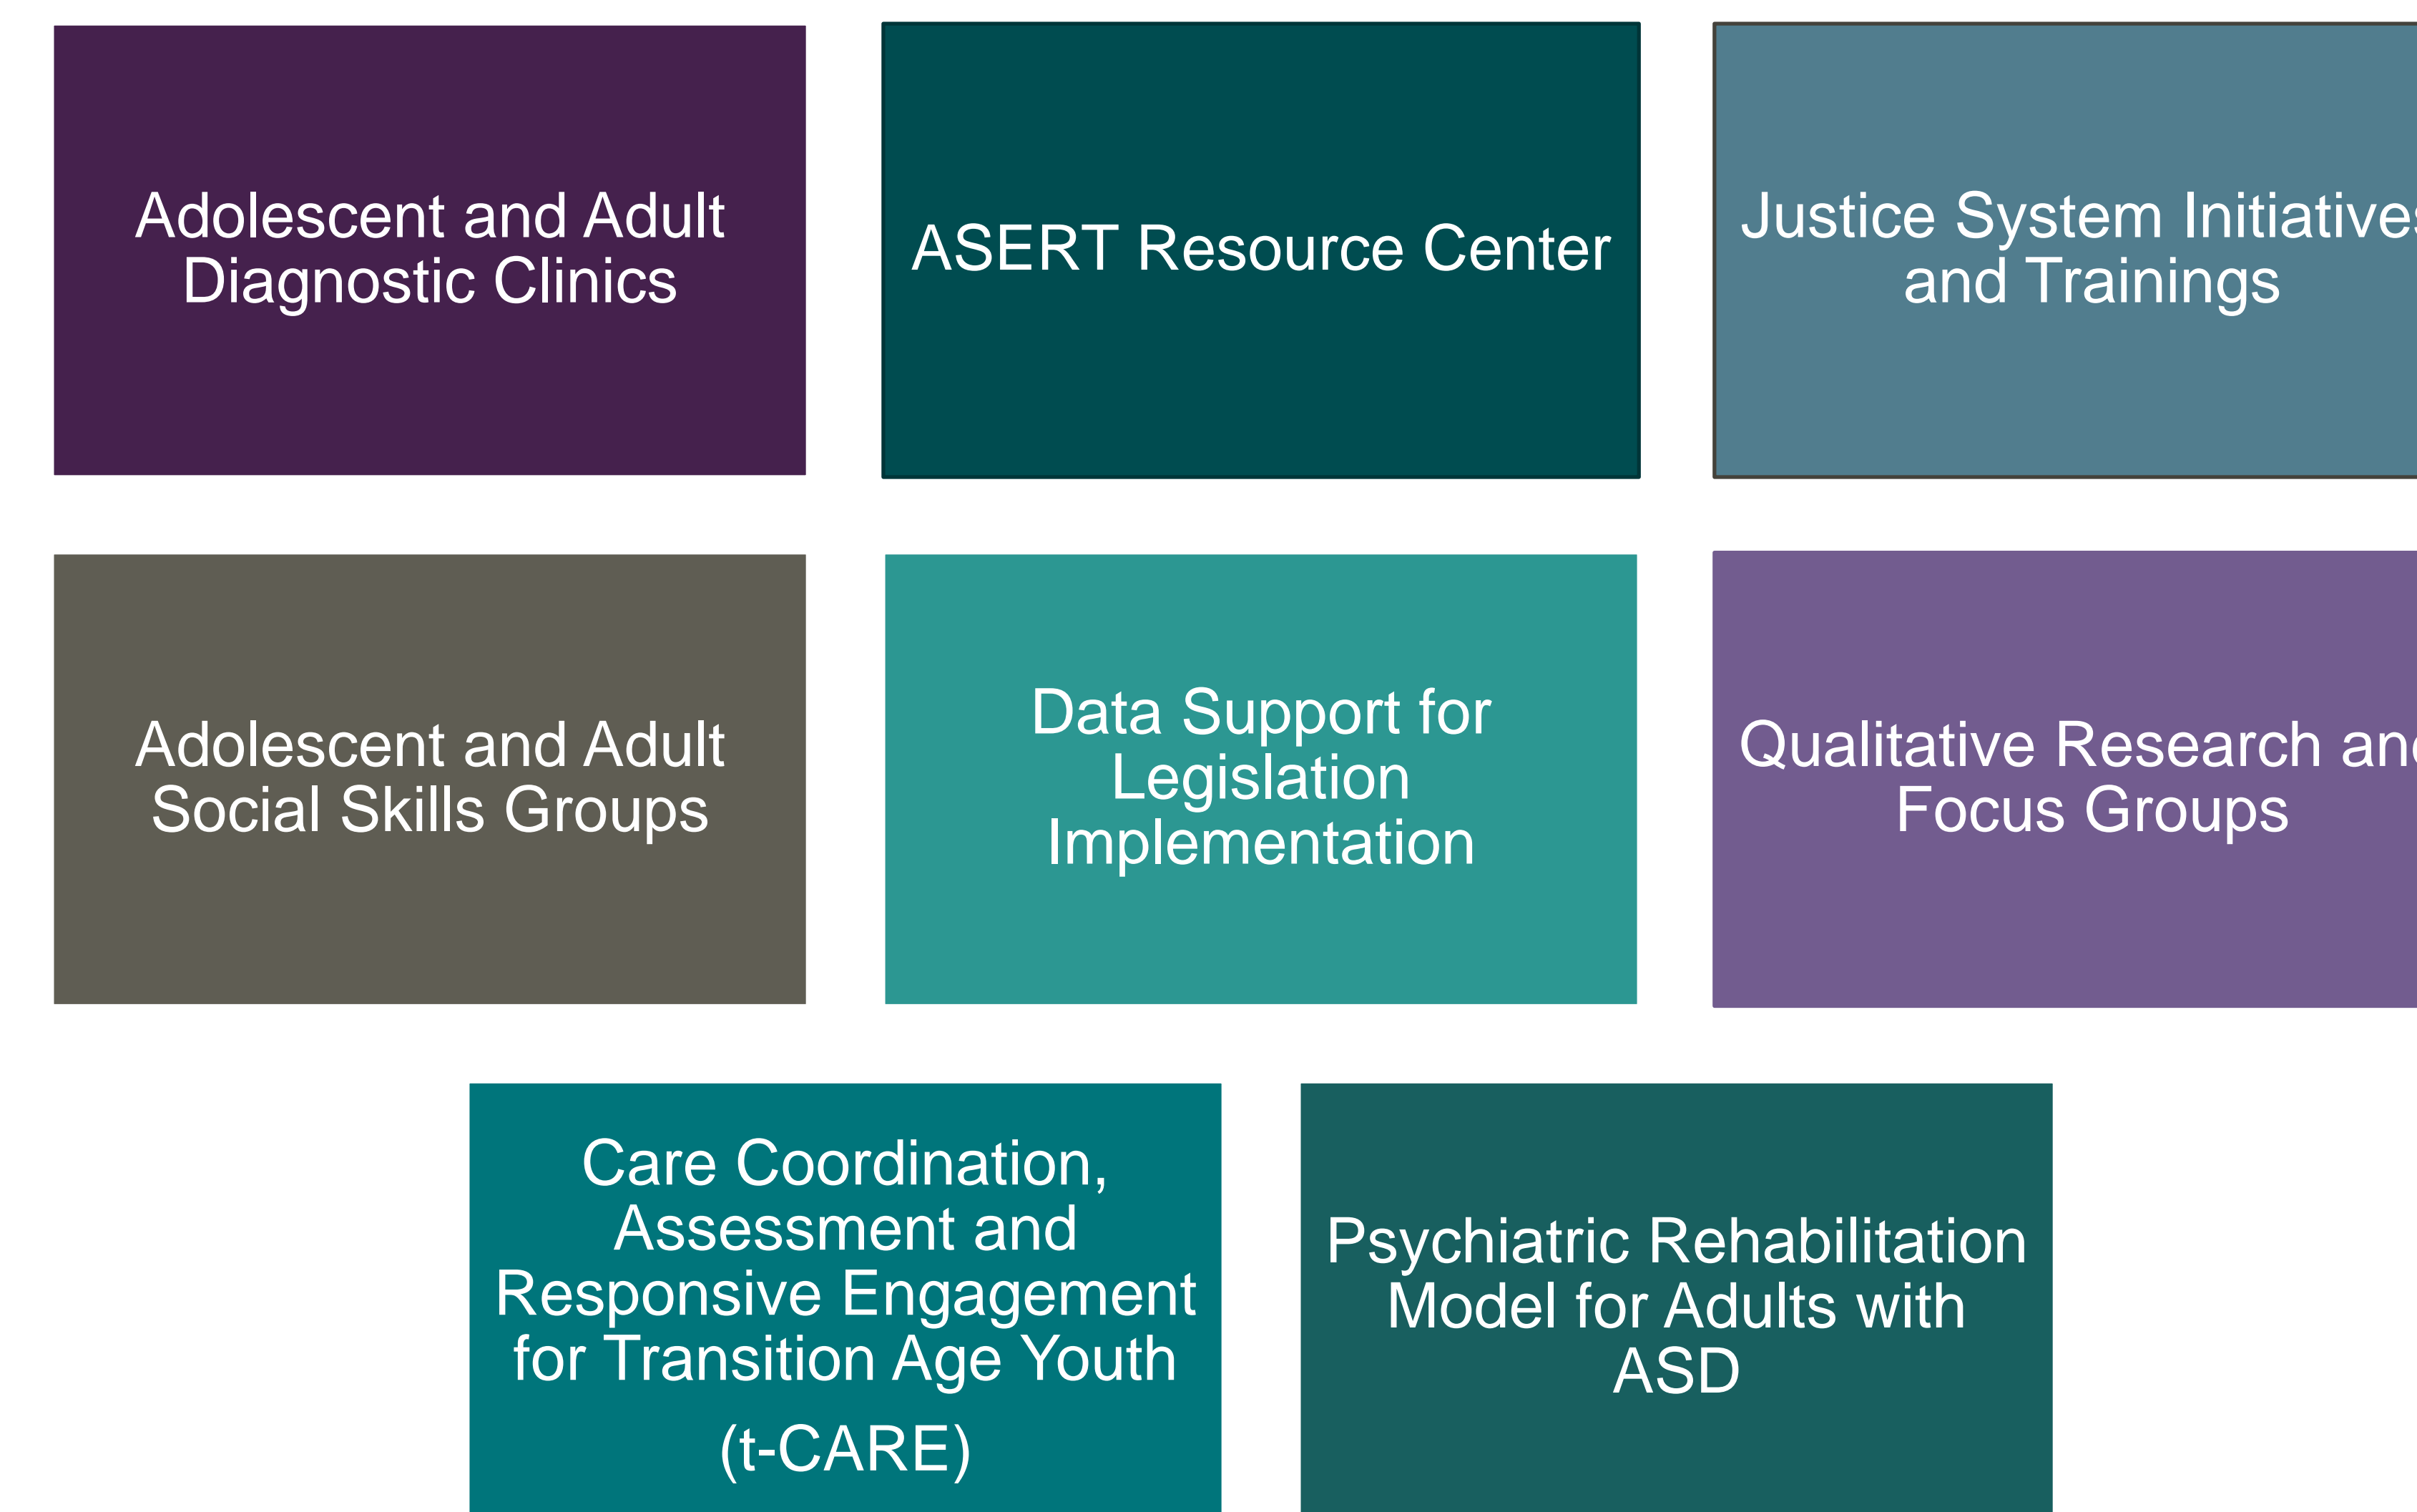 Adolescent and Adult
Diagnostic Clinics
ASERT Resource Center
Justice System Initiatives
and Trainings
Adolescent and Adult
Social Skills Groups
Data Support for
Legislation
Implementation
Qualitative Research and
Focus Groups
Care Coordination,
Assessment and
Responsive Engagement
for Transition Age Youth
(t-CARE)
Psychiatric Rehabilitation
Model for Adults with
ASD